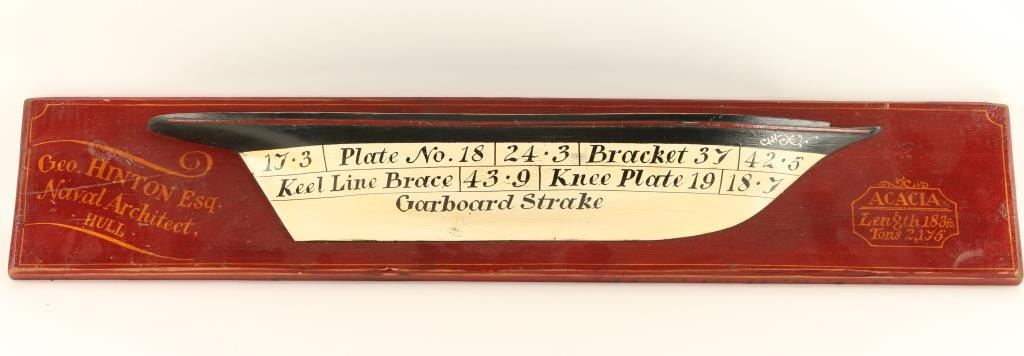 Geo. HINTON Esq.
Naval Architect,
HULL
17·3 Plate No. 18 24·3 Bracket 37 42·5
Keel Line Brace 43·9 Knee Plate 19 18·7
Garboard Strake
ACACIA
Length 183ft.
Tons 2,175